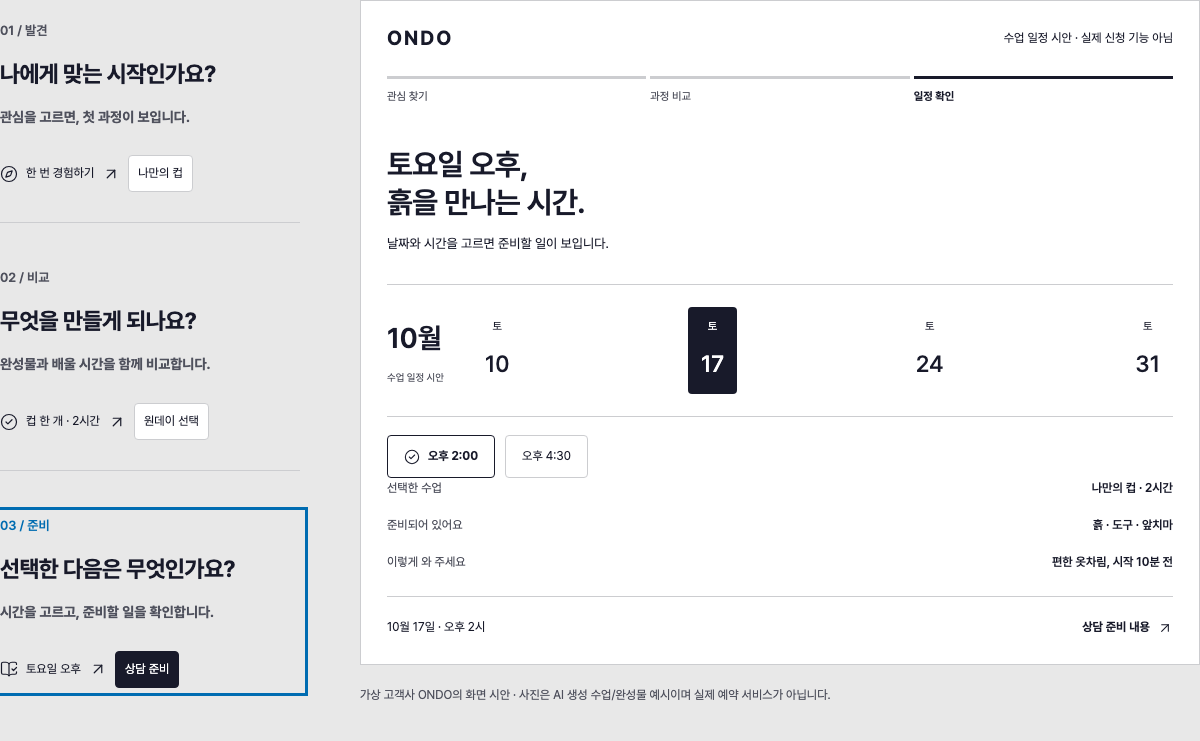 01 / 발견
나에게 맞는 시작인가요?
관심을 고르면, 첫 과정이 보입니다.
한 번 경험하기
나만의 컵
02 / 비교
무엇을 만들게 되나요?
완성물과 배울 시간을 함께 비교합니다.
컵 한 개 · 2시간
원데이 선택
03 / 준비
선택한 다음은 무엇인가요?
시간을 고르고, 준비할 일을 확인합니다.
토요일 오후
상담 준비
ONDO
수업 일정 시안 · 실제 신청 기능 아님
관심 찾기
과정 비교
일정 확인
토요일 오후,
흙을 만나는 시간.
날짜와 시간을 고르면 준비할 일이 보입니다.
10월
수업 일정 시안
토
10
토
17
토
24
토
31
오후 2:00
오후 4:30
선택한 수업
나만의 컵 · 2시간
준비되어 있어요
흙 · 도구 · 앞치마
이렇게 와 주세요
편한 옷차림, 시작 10분 전
10월 17일 · 오후 2시
상담 준비 내용
가상 고객사 ONDO의 화면 시안 · 사진은 AI 생성 수업/완성물 예시이며 실제 예약 서비스가 아닙니다.